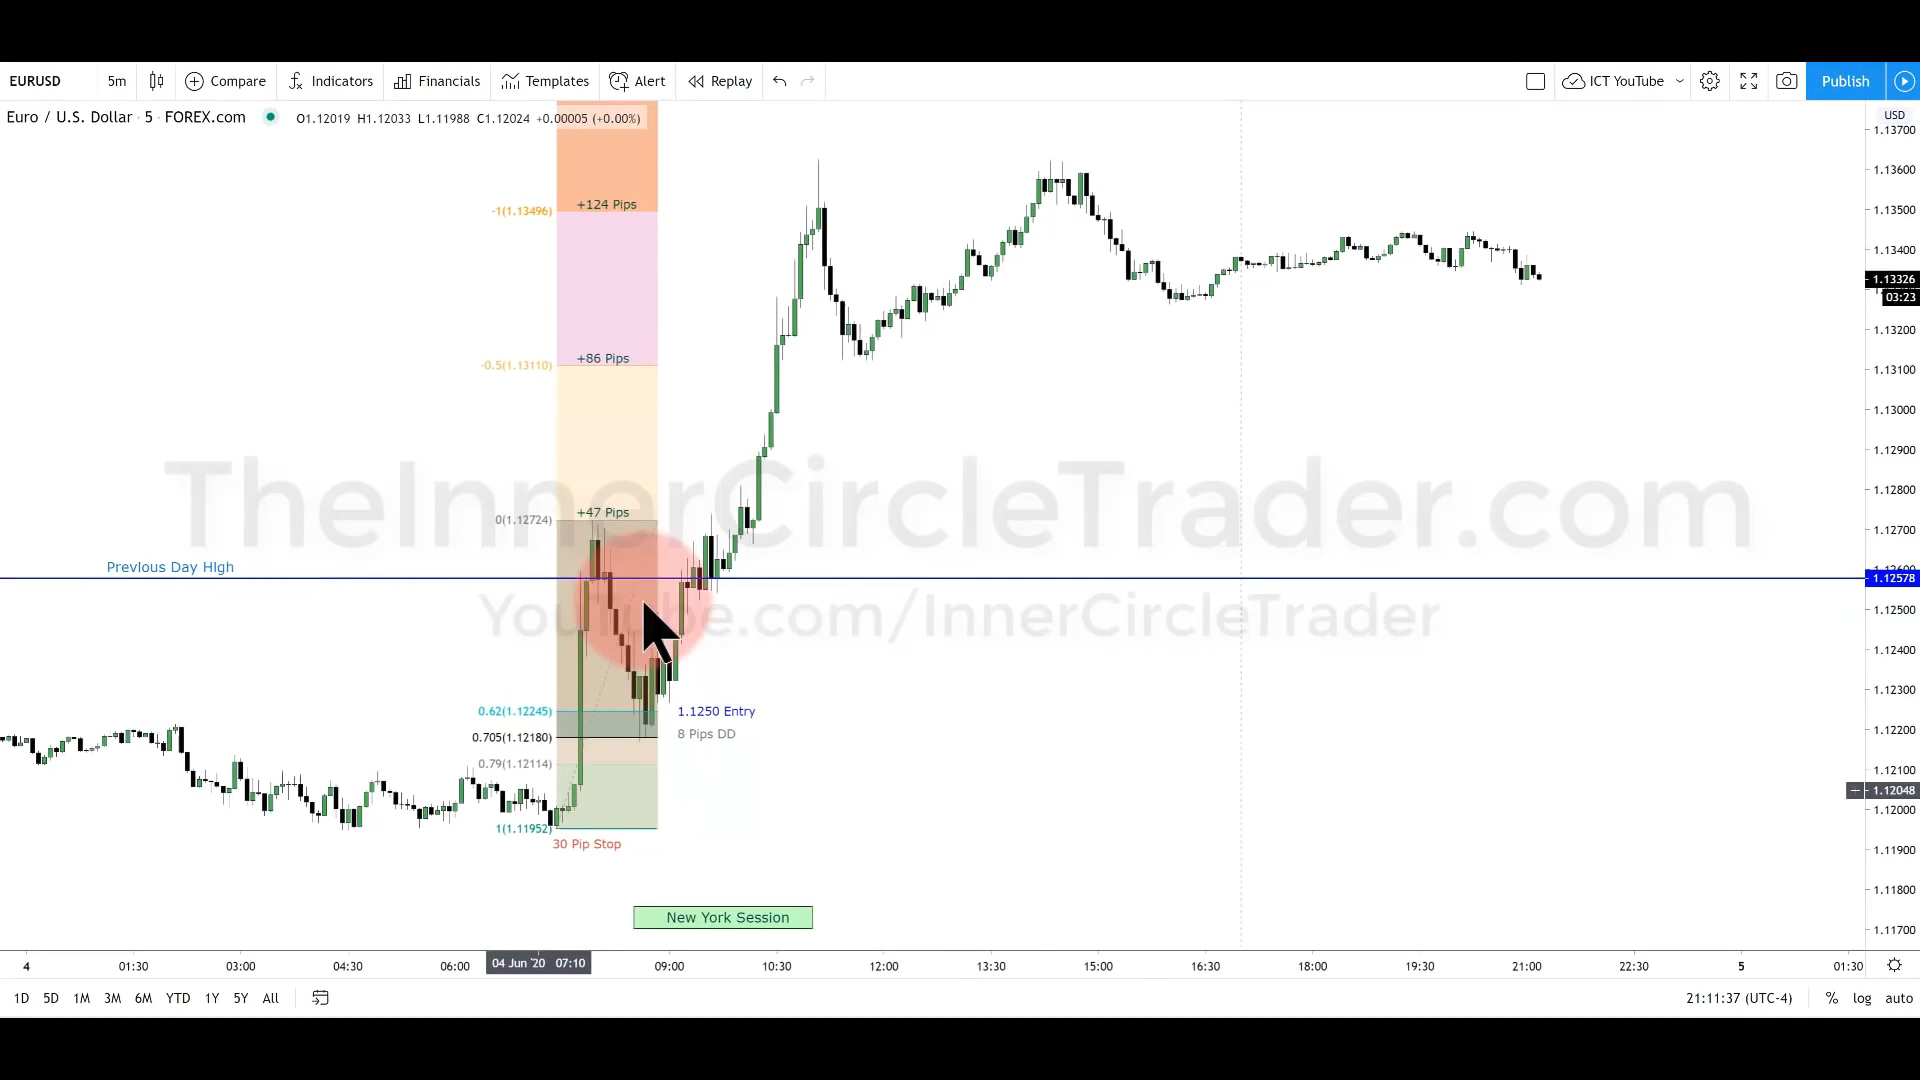 EURUSD 5m Compare Indicators Financials Templates Alert Replay ICT YouTube Publish
Euro / U.S. Dollar · 5 · FOREX.com O1.12019 H1.12033 L1.11988 C1.12024 +0.00005 (+0.00%)
USD
1.13700
1.13600
1.13500
1.13400
1.13326
03:23
1.13200
1.13100
1.13000
1.12900
1.12800
1.12700
1.12600
1.12578
1.12500
1.12400
1.12300
1.12200
1.12100
1.12048
1.12000
1.11900
1.11800
1.11700
+124 Pips
-1(1.13496)
+86 Pips
-0.5(1.13110)
+47 Pips
0(1.12724)
TheInnerCircleTrader.com
Previous Day High
YouTube.com/InnerCircleTrader
0.62(1.12245)
1.1250 Entry
0.705(1.12180)
8 Pips DD
0.79(1.12114)
1(1.11952)
30 Pip Stop
New York Session
4 01:30 03:00 04:30 06:00 04 Jun '20 07:10 09:00 10:30 12:00 13:30 15:00 16:30 18:00 19:30 21:00 22:30 5 01:30
1D 5D 1M 3M 6M YTD 1Y 5Y All 21:11:37 (UTC-4) % log auto